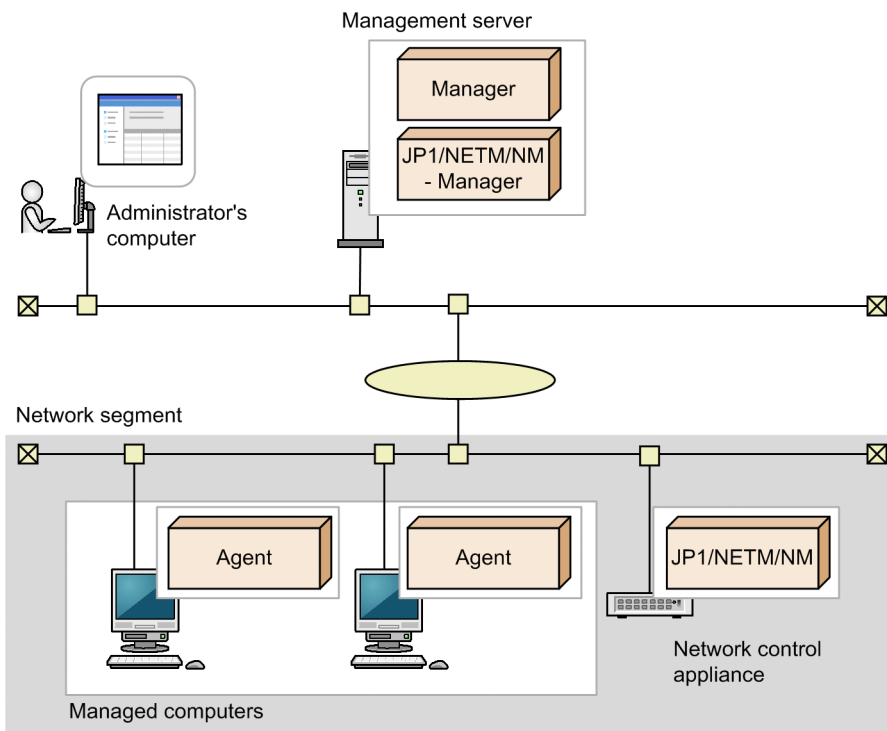 Management server
Manager
JP1/NETM/NM
- Manager
Administrator's
computer
Network segment
Agent
Agent
JP1/NETM/NM
Network control
appliance
Managed computers